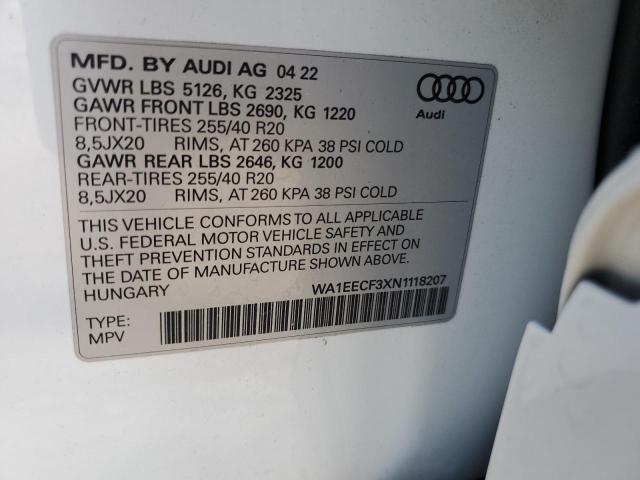 MFD. BY AUDI AG 04 22
GVWR LBS 5126, KG 2325
GAWR FRONT LBS 2690, KG 1220
FRONT-TIRES 255/40 R20
8,5JX20 RIMS, AT 260 KPA 38 PSI COLD
GAWR REAR LBS 2646, KG 1200
REAR-TIRES 255/40 R20
8,5JX20 RIMS, AT 260 KPA 38 PSI COLD
Audi
THIS VEHICLE CONFORMS TO ALL APPLICABLE
U.S. FEDERAL MOTOR VEHICLE SAFETY AND
THEFT PREVENTION STANDARDS IN EFFECT ON
THE DATE OF MANUFACTURE SHOWN ABOVE.
HUNGARY
WA1EECF3XN1118207
TYPE:
MPV